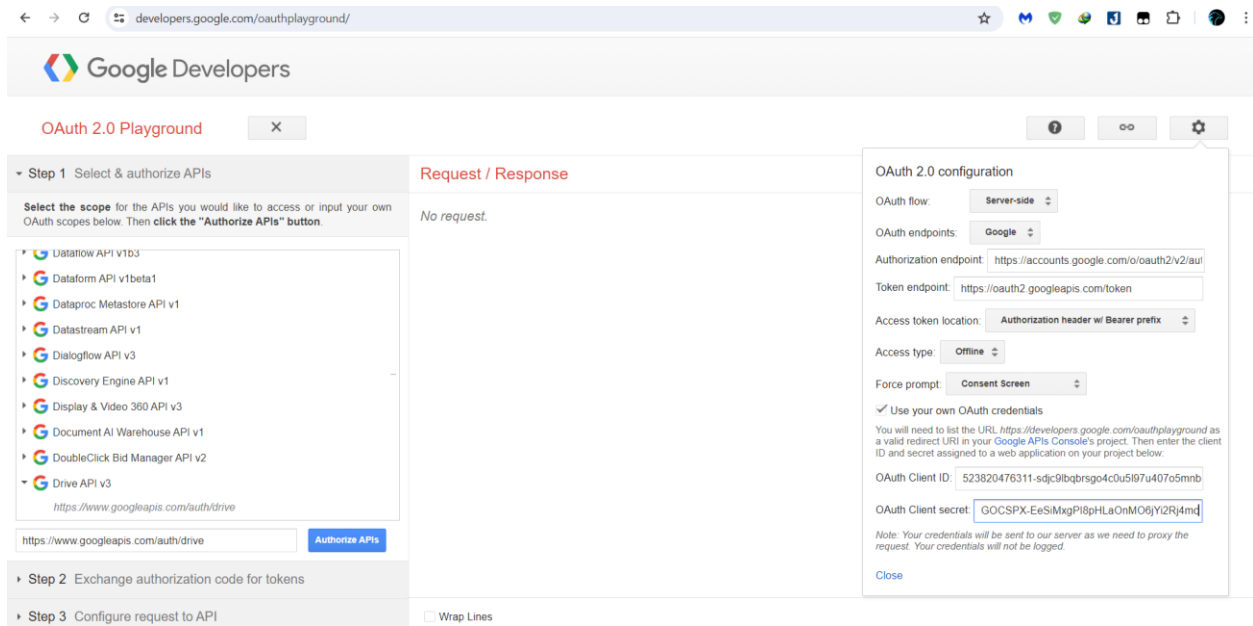 developers.google.com/oauthplayground/
Google Developers
OAuth 2.0 Playground
Step 1 Select & authorize APIs
Select the scope for the APIs you would like to access or input your own
OAuth scopes below. Then click the "Authorize APIs" button.
Dataflow API v1b3
Dataform API v1beta1
Dataproc Metastore API v1
Datastream API v1
Dialogflow API v3
Discovery Engine API v1
Display & Video 360 API v3
Document AI Warehouse API v1
DoubleClick Bid Manager API v2
Drive API v3
https://www.googleapis.com/auth/drive
https://www.googleapis.com/auth/drive
Authorize APIs
Step 2 Exchange authorization code for tokens
Step 3 Configure request to API
Request / Response
No request.
Wrap Lines
OAuth 2.0 configuration
OAuth flow: Server-side
OAuth endpoints: Google
Authorization endpoint: https://accounts.google.com/o/oauth2/v2/aut
Token endpoint: https://oauth2.googleapis.com/token
Access token location: Authorization header w/ Bearer prefix
Access type: Offline
Force prompt: Consent Screen
Use your own OAuth credentials
You will need to list the URL https://developers.google.com/oauthplayground as
a valid redirect URI in your Google APIs Console's project. Then enter the client
ID and secret assigned to a web application on your project below:
OAuth Client ID: 523820476311-sdjc9lbqbrsgo4c0u5l97u407o5mnb
OAuth Client secret: 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
Note: Your credentials will be sent to our server as we need to proxy the
request. Your credentials will not be logged.
Close